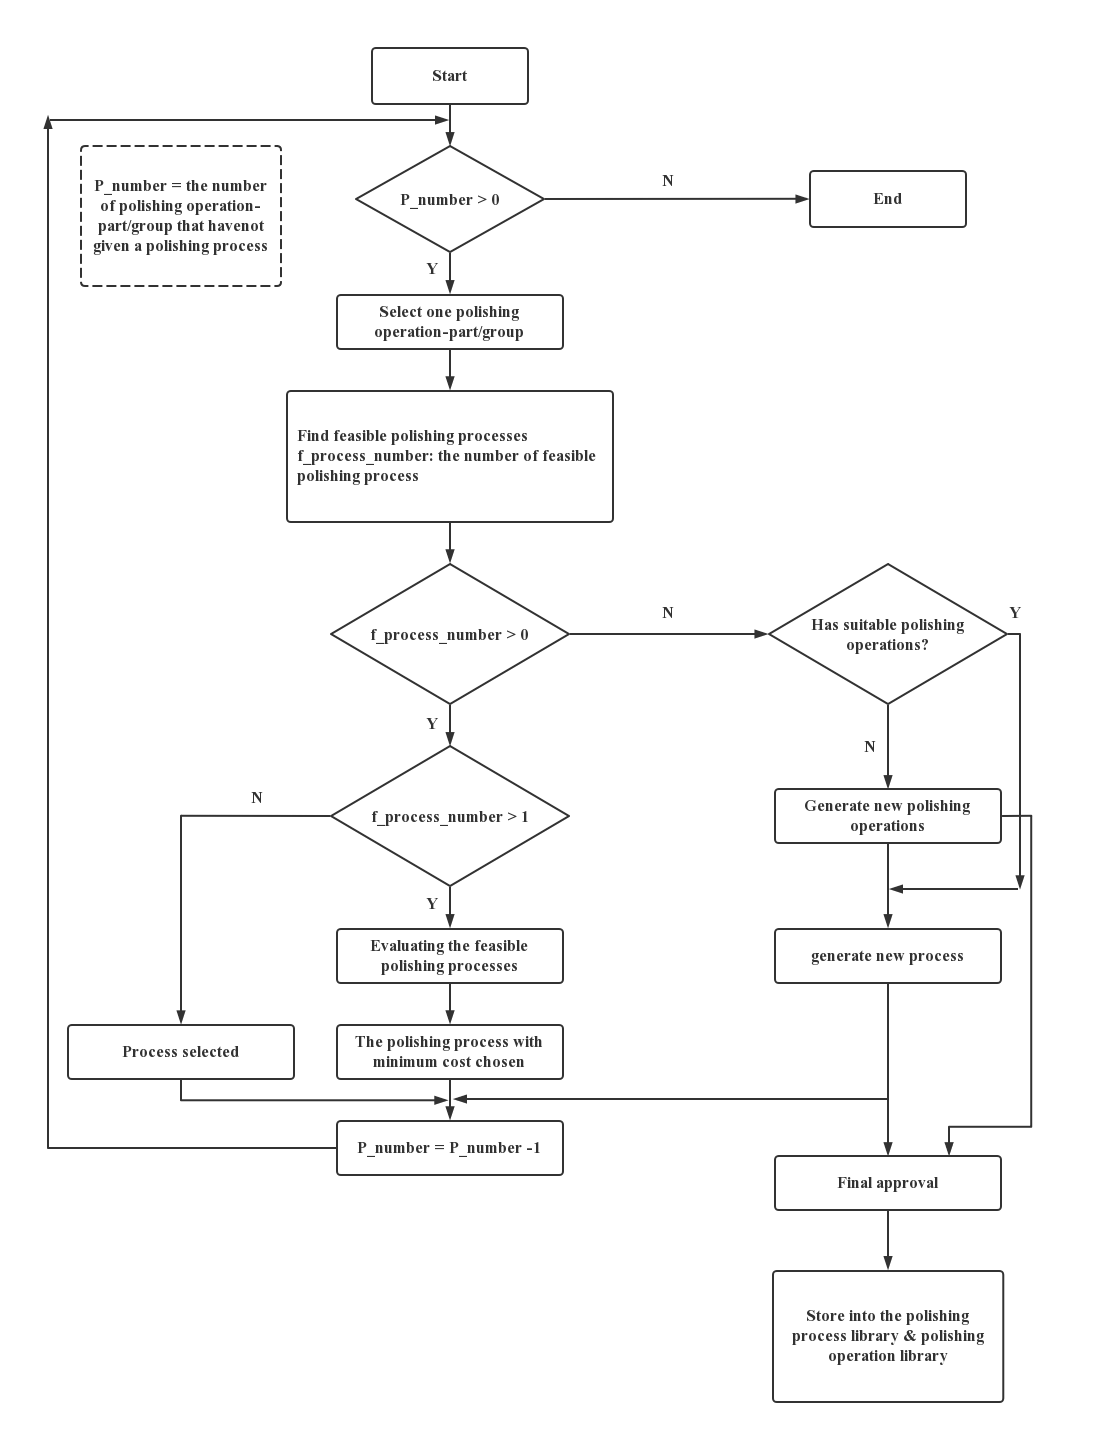 Start
P_number = the number
of polishing operation-
part/group that havenot
given a polishing process
P_number > 0
N
End
Y
Select one polishing
operation-part/group
Find feasible polishing processes
f_process_number: the number of feasible
polishing process
f_process_number > 0
N
Has suitable polishing
operations?
Y
Y
N
N
f_process_number > 1
Generate new polishing
operations
Y
Evaluating the feasible
polishing processes
generate new process
Process selected
The polishing process with
minimum cost chosen
P_number = P_number -1
Final approval
Store into the polishing
process library & polishing
operation library